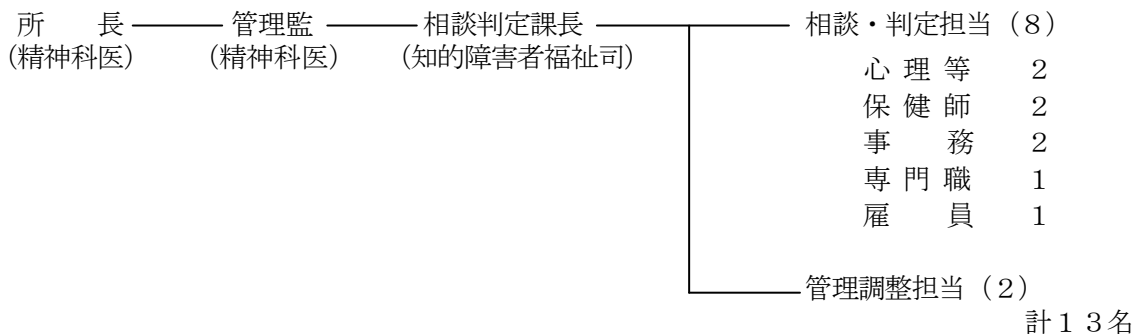 所　　長 管理監 相談判定課長 相談・判定担当（８）
(精神科医) (精神科医) (知的障害者福祉司)
心 理 等　２
保 健 師　２
事　　務　２
専 門 職　１
雇　　員　１
管理調整担当（２）
計１３名